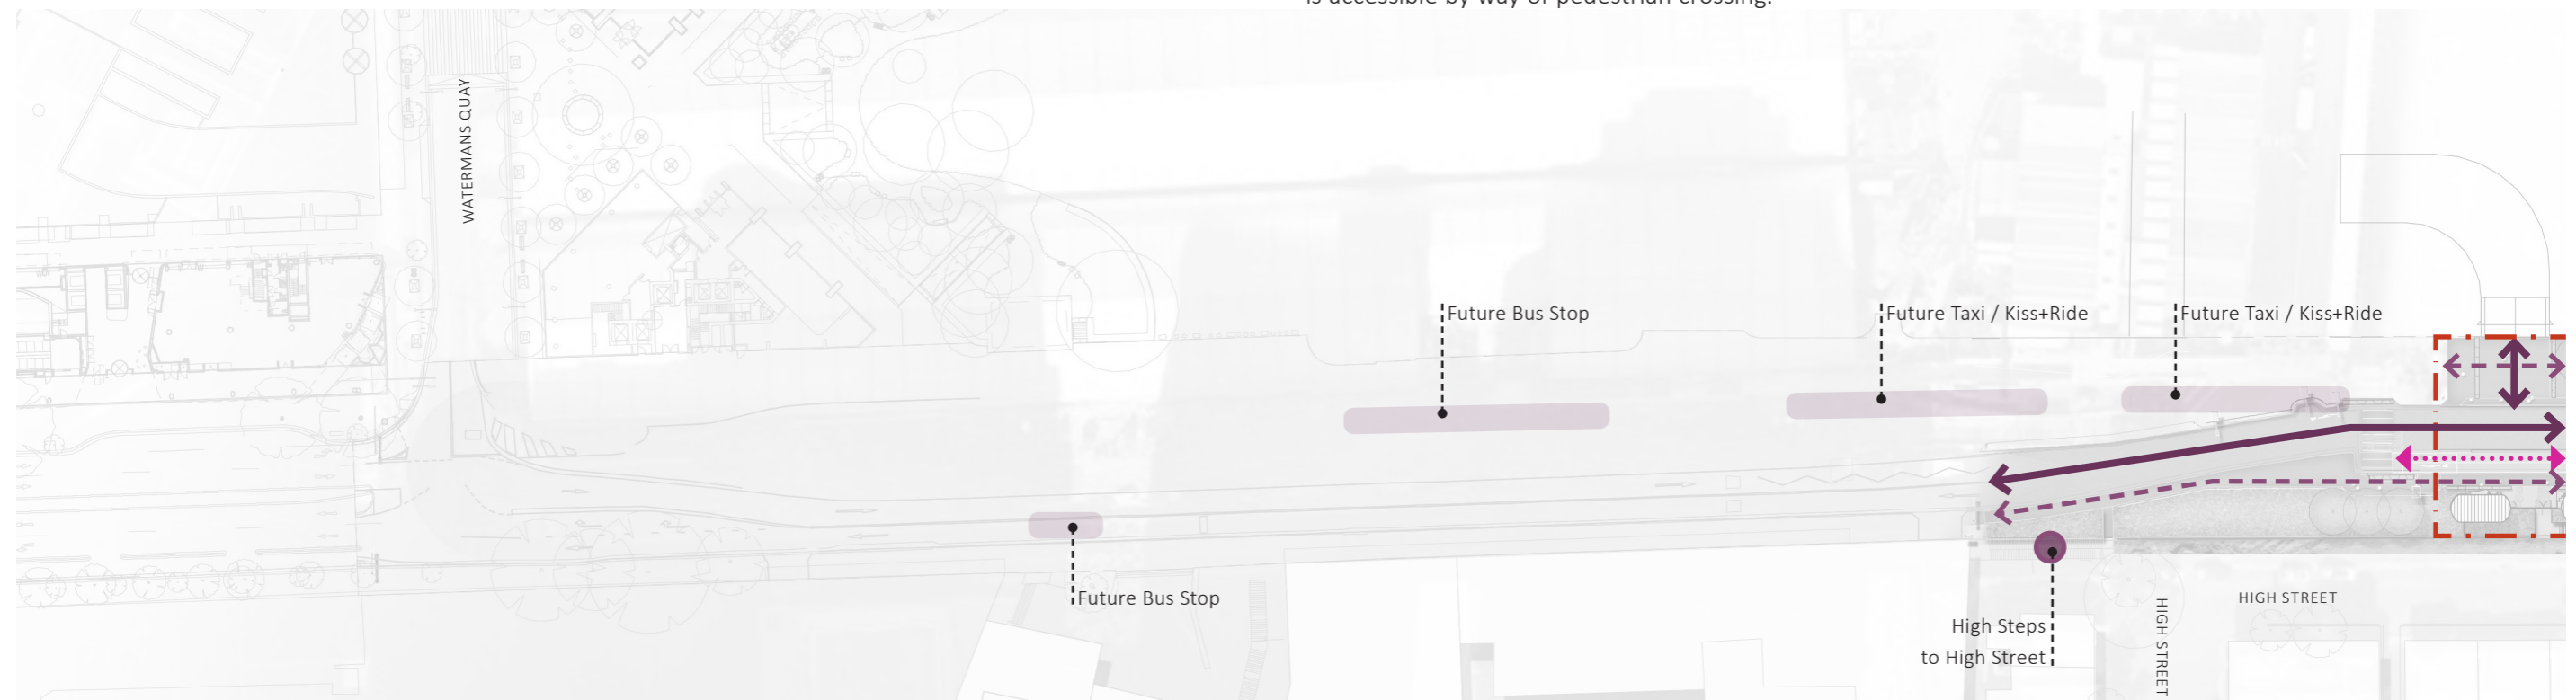 is accessible by way of pedestrian crossing.
WATERMANS QUAY
Future Bus Stop
Future Taxi / Kiss+Ride
Future Taxi / Kiss+Ride
Future Bus Stop
High Steps
to High Street
HIGH STREET
HIGH STREET